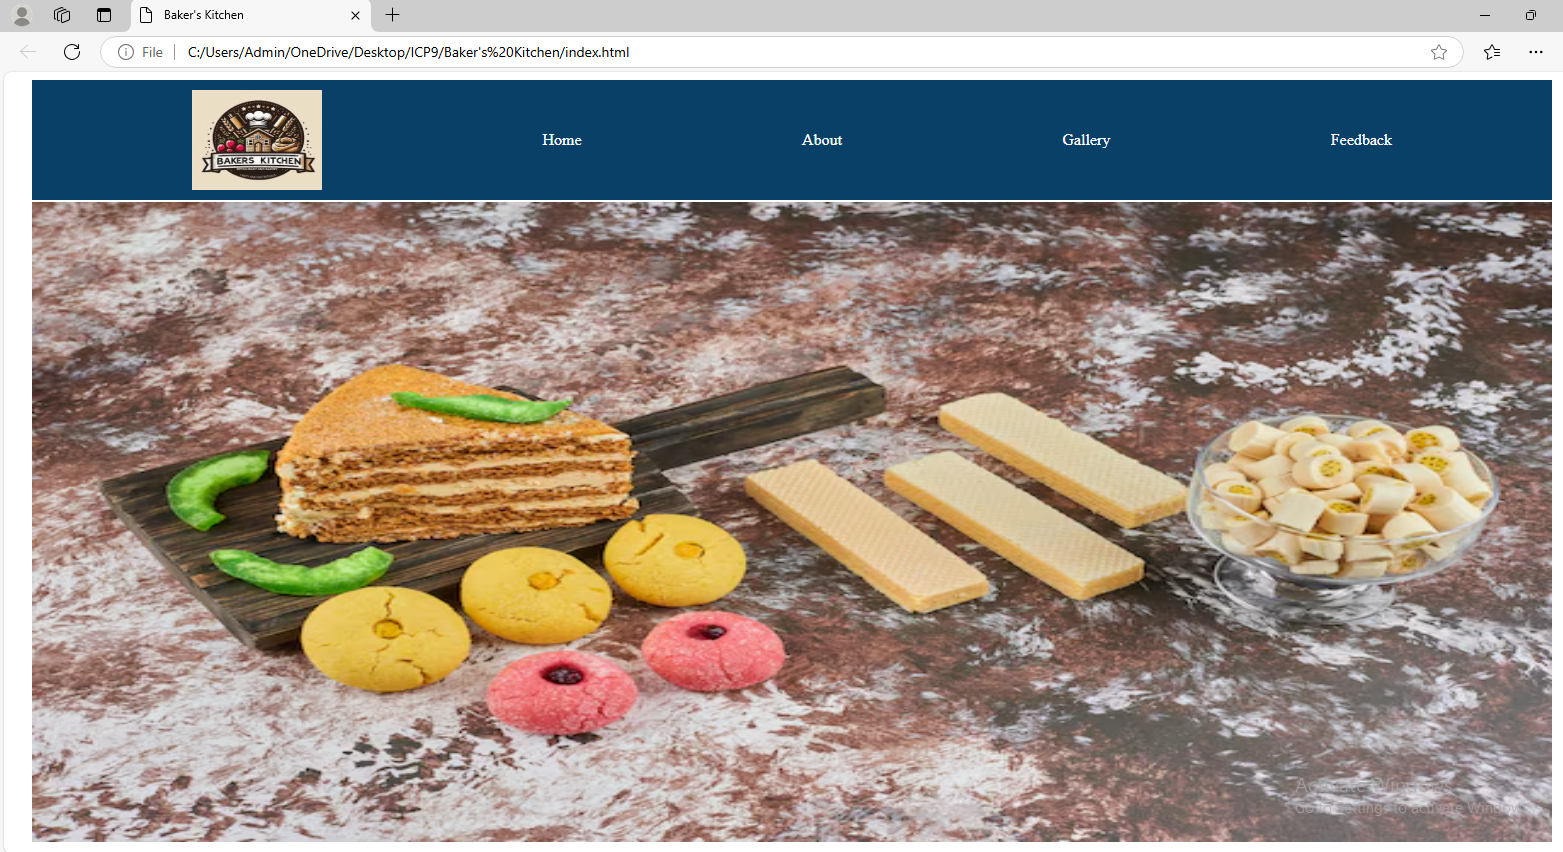 Baker's Kitchen
File
C:/Users/Admin/OneDrive/Desktop/ICP9/Baker's%20Kitchen/index.html
BAKERS KITCHEN
Home
About
Gallery
Feedback
Activate Windows
Go to Settings to activate Windows.